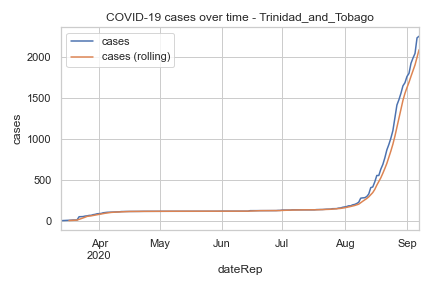 COVID-19 cases over time - Trinidad_and_Tobago
cases
cases (rolling)
cases
2000
1500
1000
500
0
Apr
2020
May
Jun
Jul
Aug
Sep
dateRep